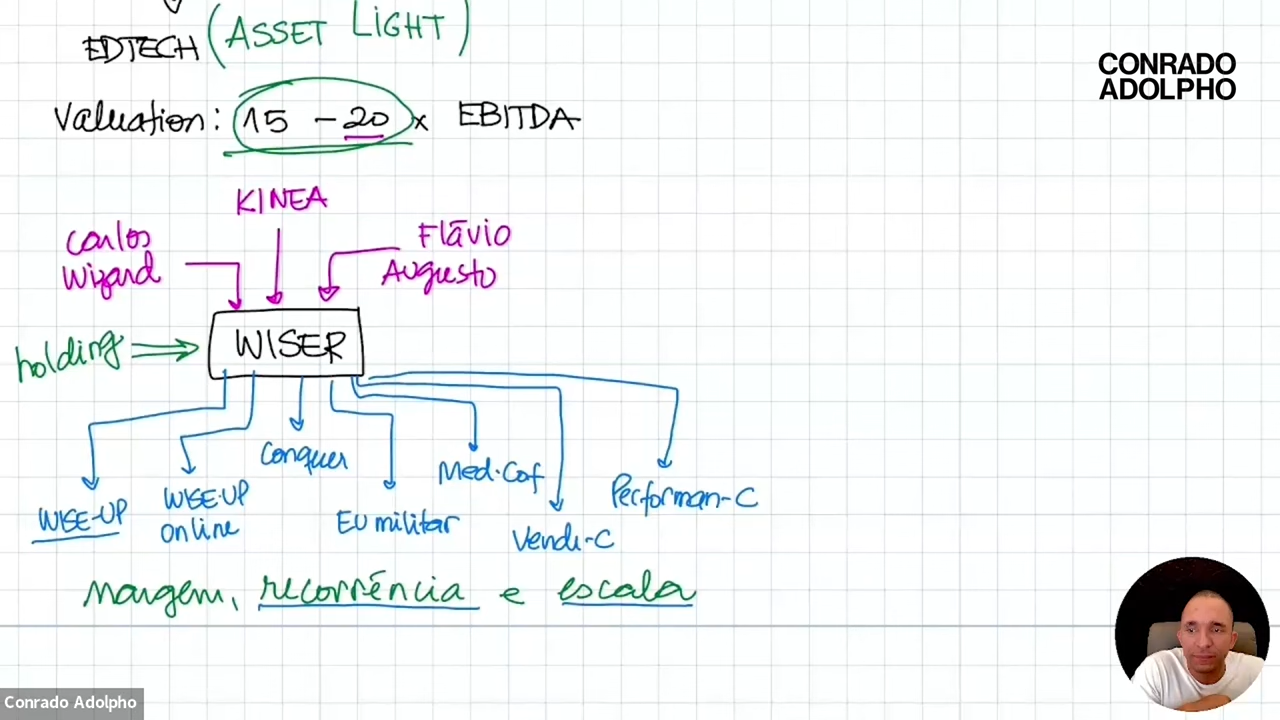 EDTECH (ASSET LIGHT)
CONRADO
ADOLPHO
Valuation: 15 - 20 x EBITDA
KINEA
Carlos
Wizard
Flávio
Augusto
holding
WISER
WISE-UP
WISE-UP
online
Conquer
EU militar
Med.Cof
Vende-C
Performan-C
margem, recorrência e escala
Conrado Adolpho